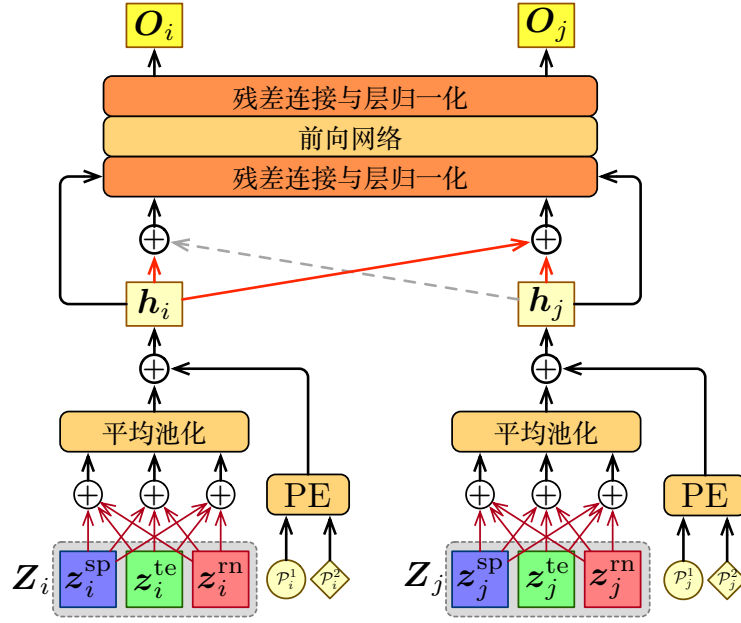 O_i O_j
残差连接与层归一化
前向网络
残差连接与层归一化
h_i h_j
平均池化 平均池化
PE PE
Z_i z_i^sp z_i^te z_i^rn P_i^1 P_i^2 Z_j z_j^sp z_j^te z_j^rn P_j^1 P_j^2